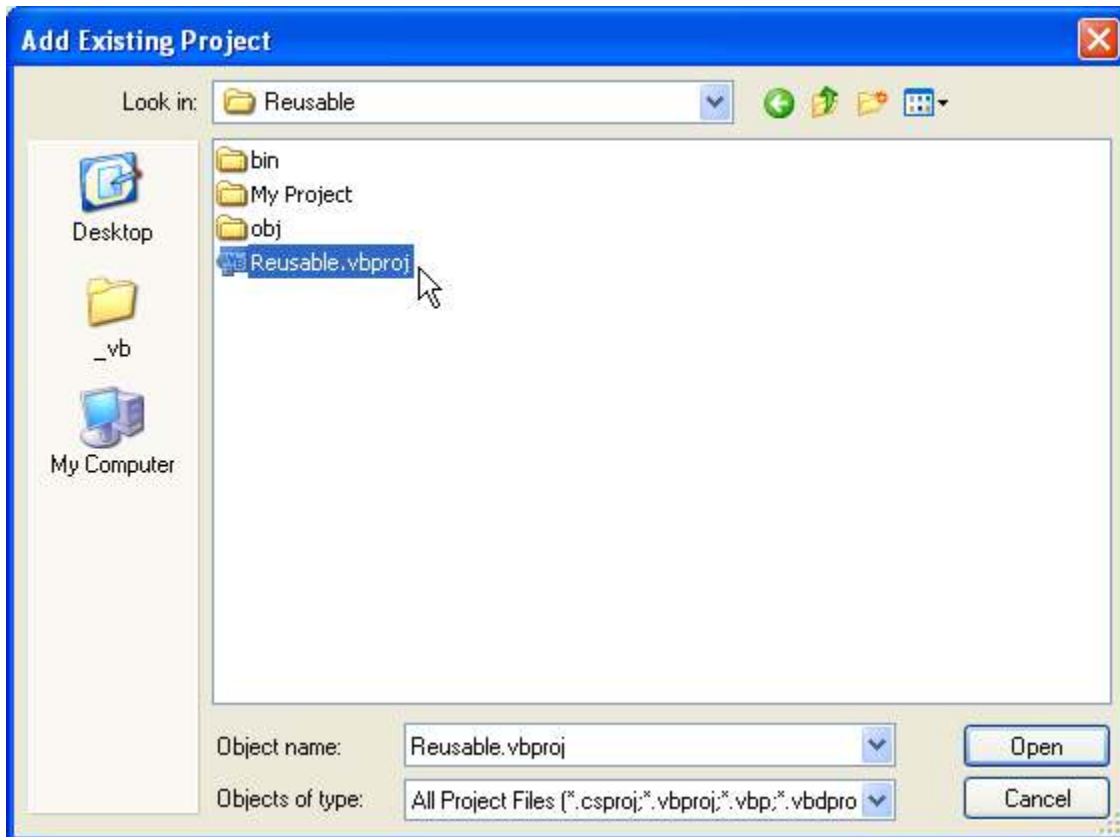 Add Existing Project
Look in: Reusable
bin
My Project
obj
Reusable.vbproj
Desktop
_vb
My Computer
Object name: Reusable.vbproj Open
Objects of type: All Project Files (*.csproj;*.vbproj;*.vbp;*.vbdpro Cancel